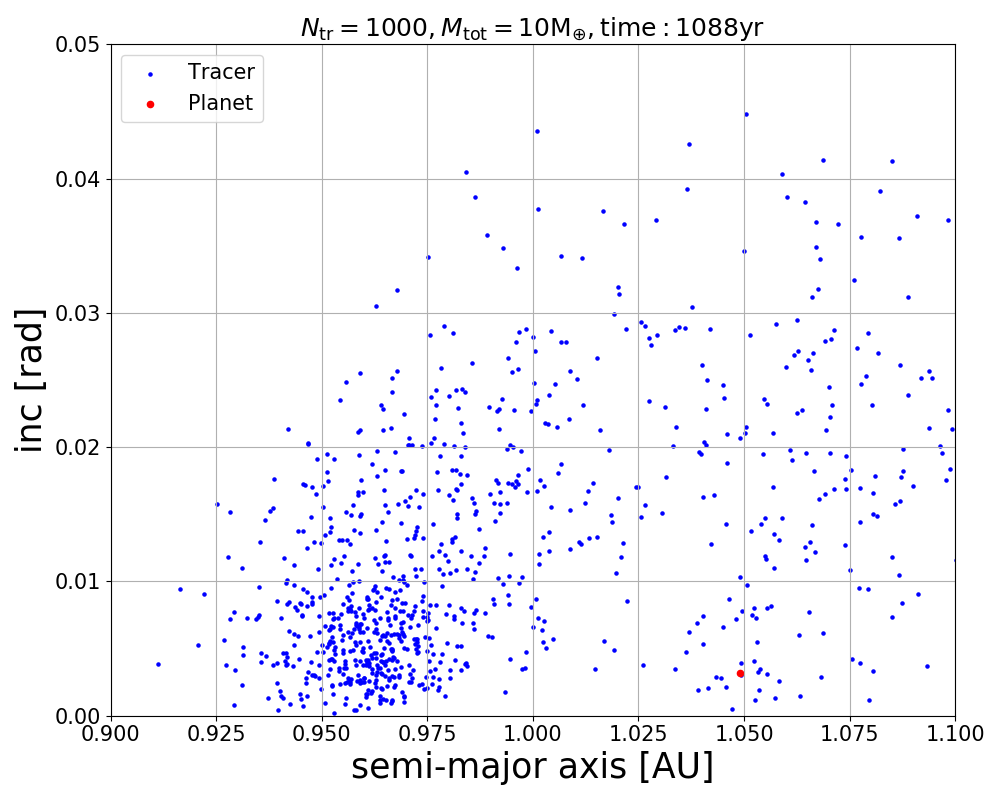 N_tr = 1000, M_tot = 10M_⊕, time : 1088yr
Tracer
Planet
0.05
0.04
0.03
0.02
0.01
0.00
inc [rad]
0.900 0.925 0.950 0.975 1.000 1.025 1.050 1.075 1.100
semi-major axis [AU]